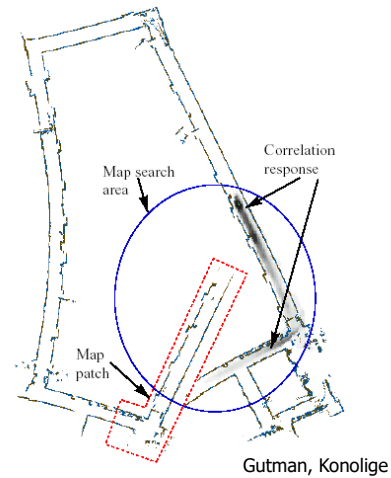 Correlation
response
Map search
area
Map
patch
Gutman, Konolige